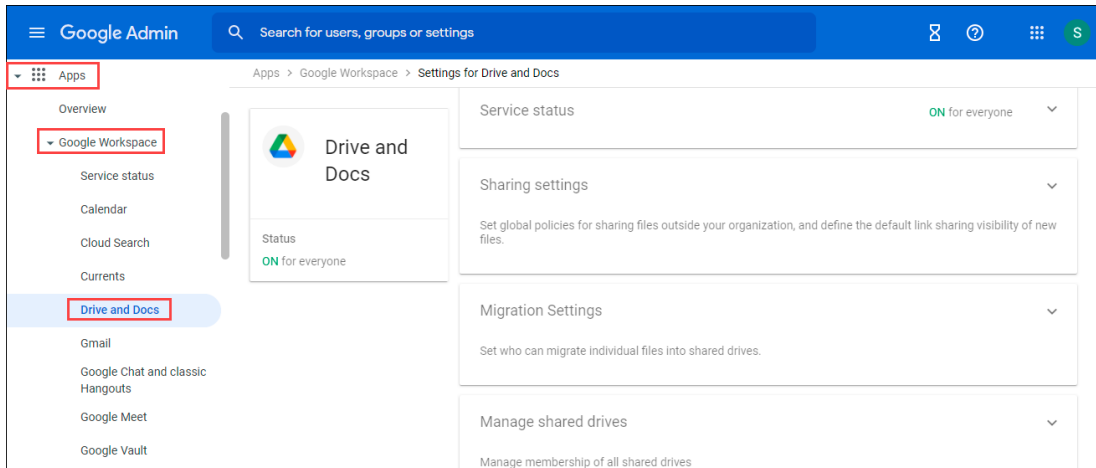 Google Admin
Search for users, groups or settings
S
Apps
Overview
Google Workspace
Service status
Calendar
Cloud Search
Currents
Drive and Docs
Gmail
Google Chat and classic
Hangouts
Google Meet
Google Vault
Apps > Google Workspace > Settings for Drive and Docs
Drive and
Docs
Status
ON for everyone
Service status
ON for everyone
Sharing settings
Set global policies for sharing files outside your organization, and define the default link sharing visibility of new
files.
Migration Settings
Set who can migrate individual files into shared drives.
Manage shared drives
Manage membership of all shared drives